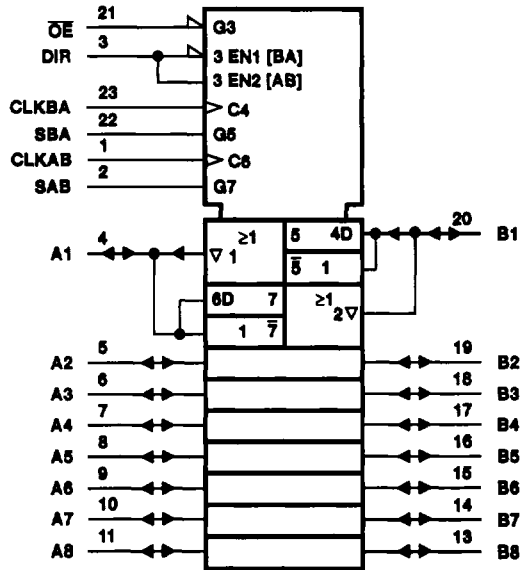 21
O̅E̅ G3
3
DIR 3 EN1 [BA]
3 EN2 [AB]
23
CLKBA C4
22
SBA G5
1
CLKAB C6
2
SAB G7
4 ≥1 5 4D 20
A1 ▽ 1 B1
5̅ 1
6D 7 ≥1
2▽
1 7̅
5 19
A2 B2
6 18
A3 B3
7 17
A4 B4
8 16
A5 B5
9 15
A6 B6
10 14
A7 B7
11 13
A8 B8